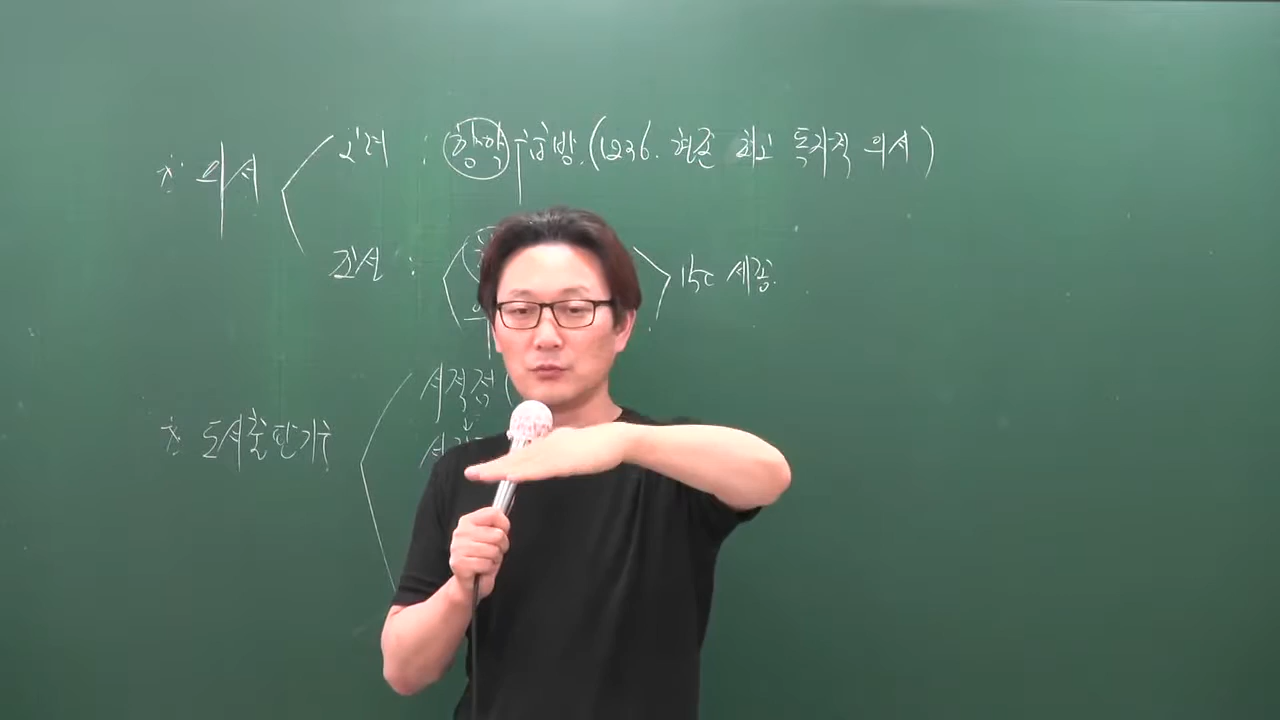 ※ 의서
고려 : 향약구급방. (1236. 현존 최고 독자적 의서)
조선 :
15c 세종.
※ 도서출판기구
서적점 (
↓